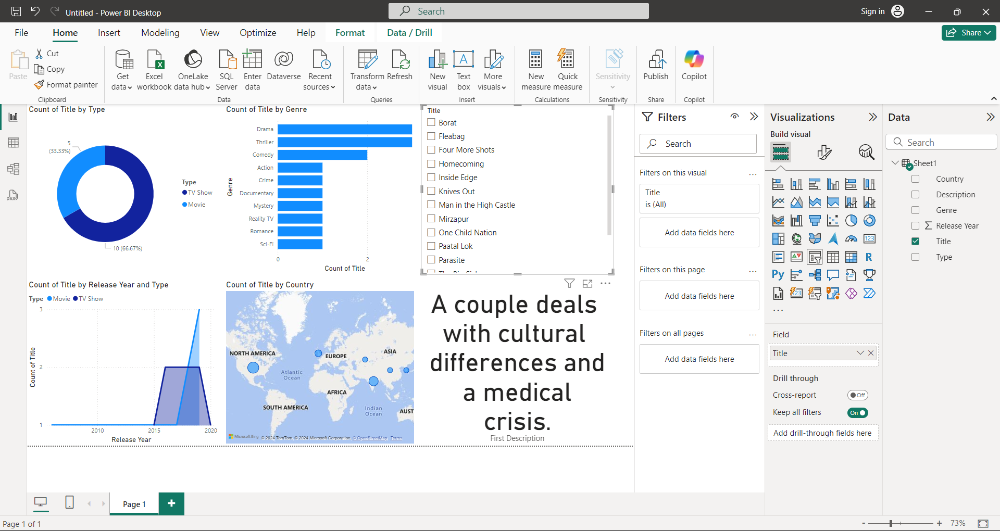 Untitled - Power BI Desktop
Search
Sign in
File
Home
Insert
Modeling
View
Optimize
Help
Format
Data / Drill
Share
Paste
Cut
Copy
Format painter
Clipboard
Get data
Excel workbook
OneLake data hub
SQL Server
Enter data
Dataverse
Recent sources
Data
Transform data
Refresh
Queries
New visual
Text box
More visuals
Insert
New measure
Quick measure
Calculations
Sensitivity
Sensitivity
Publish
Share
Copilot
Copilot
Count of Title by Type
5
(33.33%)
10 (66.67%)
Type
TV Show
Movie
Count of Title by Genre
Genre
Drama
Thriller
Comedy
Action
Crime
Documentary
Mystery
Reality TV
Romance
Sci-Fi
0
2
Count of Title
Title
Borat
Fleabag
Four More Shots
Homecoming
Inside Edge
Knives Out
Man in the High Castle
Mirzapur
One Child Nation
Paatal Lok
Parasite
Count of Title by Release Year and Type
Type
Movie
TV Show
Count of Title
3
2
1
2010
2015
2020
Release Year
Count of Title by Country
NORTH AMERICA
EUROPE
ASIA
Atlantic
Ocean
AFRICA
SOUTH AMERICA
Indian
Ocean
AUST
Microsoft Bing
© 2024 TomTom, © 2024 Microsoft Corporation, © OpenStreetMap Terms
A couple deals
with cultural
differences and
a medical
crisis.
First Description
Filters
Search
Filters on this visual
...
Title
is (All)
Add data fields here
Filters on this page
...
Add data fields here
Filters on all pages
...
Add data fields here
Visualizations
Build visual
123
R
Py
123
...
Field
Title
Drill through
Cross-report
Off
Keep all filters
On
Add drill-through fields here
Data
Search
Sheet1
Country
Description
Genre
Σ Release Year
Title
Type
DAX
Page 1
+
Page 1 of 1
- + 73%